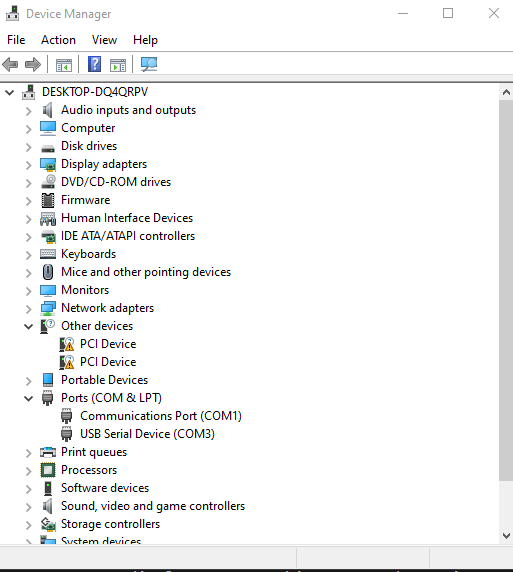 Device Manager
File Action View Help
DESKTOP-DQ4QRPV
Audio inputs and outputs
Computer
Disk drives
Display adapters
DVD/CD-ROM drives
Firmware
Human Interface Devices
IDE ATA/ATAPI controllers
Keyboards
Mice and other pointing devices
Monitors
Network adapters
Other devices
PCI Device
PCI Device
Portable Devices
Ports (COM & LPT)
Communications Port (COM1)
USB Serial Device (COM3)
Print queues
Processors
Software devices
Sound, video and game controllers
Storage controllers
System devices